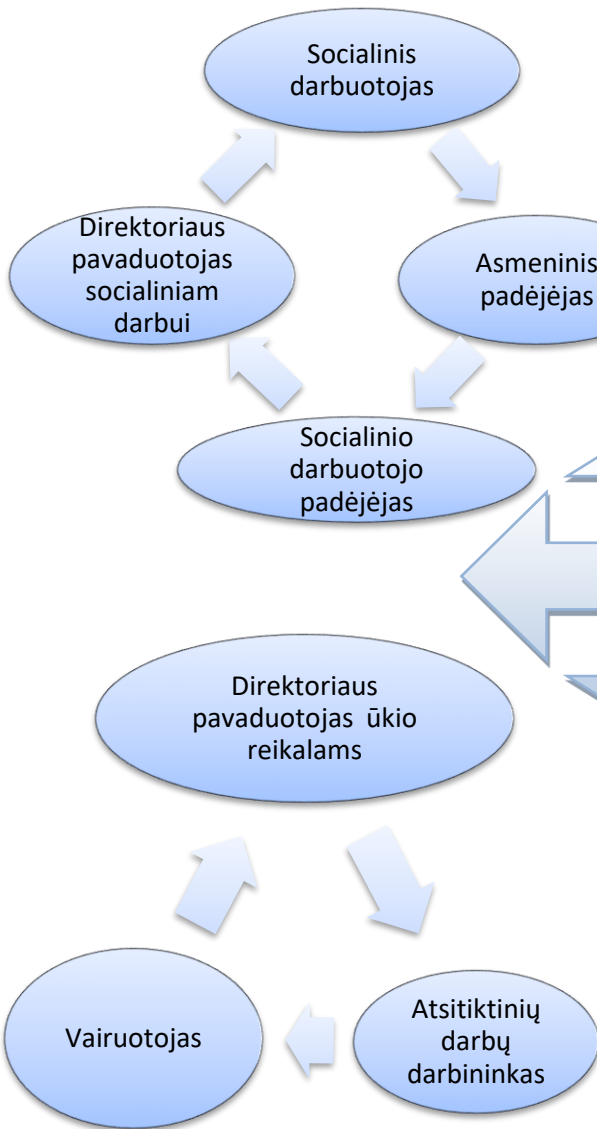 Socialinis
darbuotojas
Direktoriaus
pavaduotojas
socialiniam
darbui
Asmeninis
padėjėjas
Socialinio
darbuotojo
padėjėjas
Direktoriaus
pavaduotojas ūkio
reikalams
Vairuotojas
Atsitiktinių
darbų
darbininkas